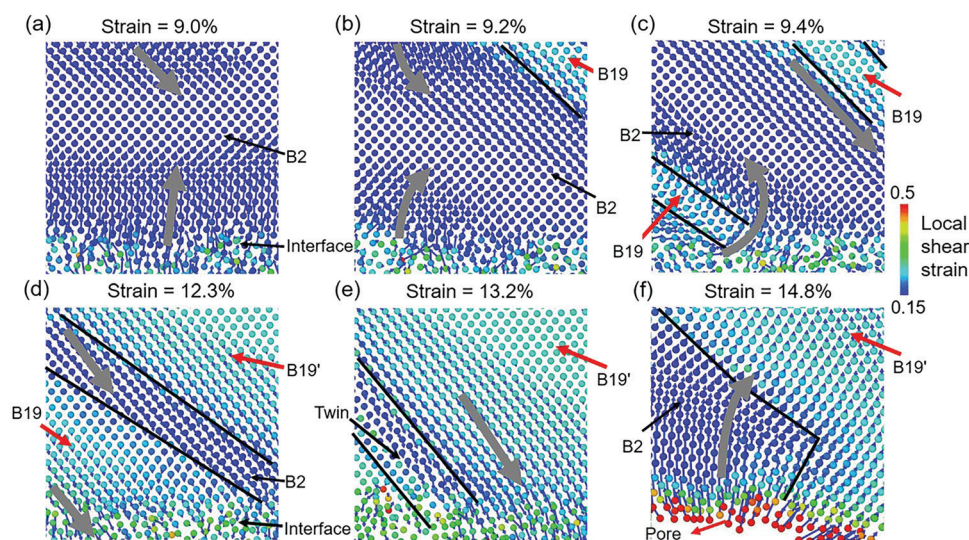 (a) Strain = 9.0%
B2
Interface
(b) Strain = 9.2%
B19
B2
(c) Strain = 9.4%
B19
B2
B19
0.5
Local
shear
strain
0.15
(d) Strain = 12.3%
B19'
B19
B2
Interface
(e) Strain = 13.2%
B19'
Twin
(f) Strain = 14.8%
B19'
B2
Pore